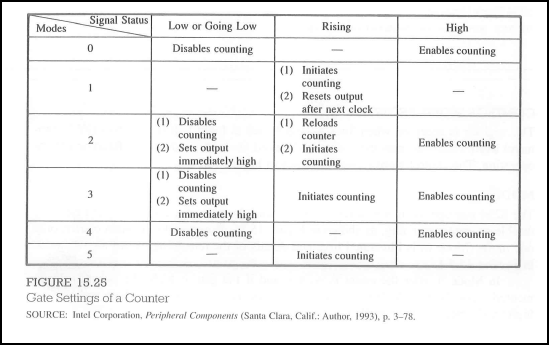 Signal Status
Modes
Low or Going Low
Rising
High
0
Disables counting
—
Enables counting
1
—
(1) Initiates
counting
(2) Resets output
after next clock
—
2
(1) Disables
counting
(2) Sets output
immediately high
(1) Reloads
counter
(2) Initiates
counting
Enables counting
3
(1) Disables
counting
(2) Sets output
immediately high
Initiates counting
Enables counting
4
Disables counting
—
Enables counting
5
—
Initiates counting
—
FIGURE 15.25
Gate Settings of a Counter
SOURCE: Intel Corporation, Peripheral Components (Santa Clara, Calif.: Author, 1993), p. 3–78.